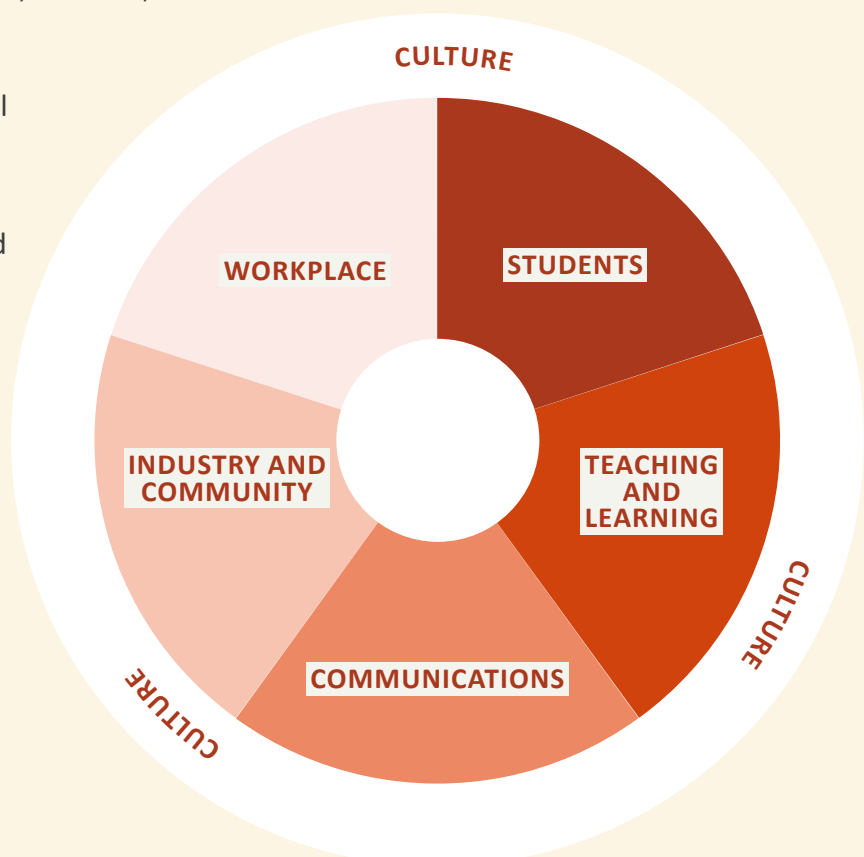 CULTURE
WORKPLACE
STUDENTS
INDUSTRY AND
COMMUNITY
TEACHING
AND
LEARNING
COMMUNICATIONS
CULTURE
CULTURE